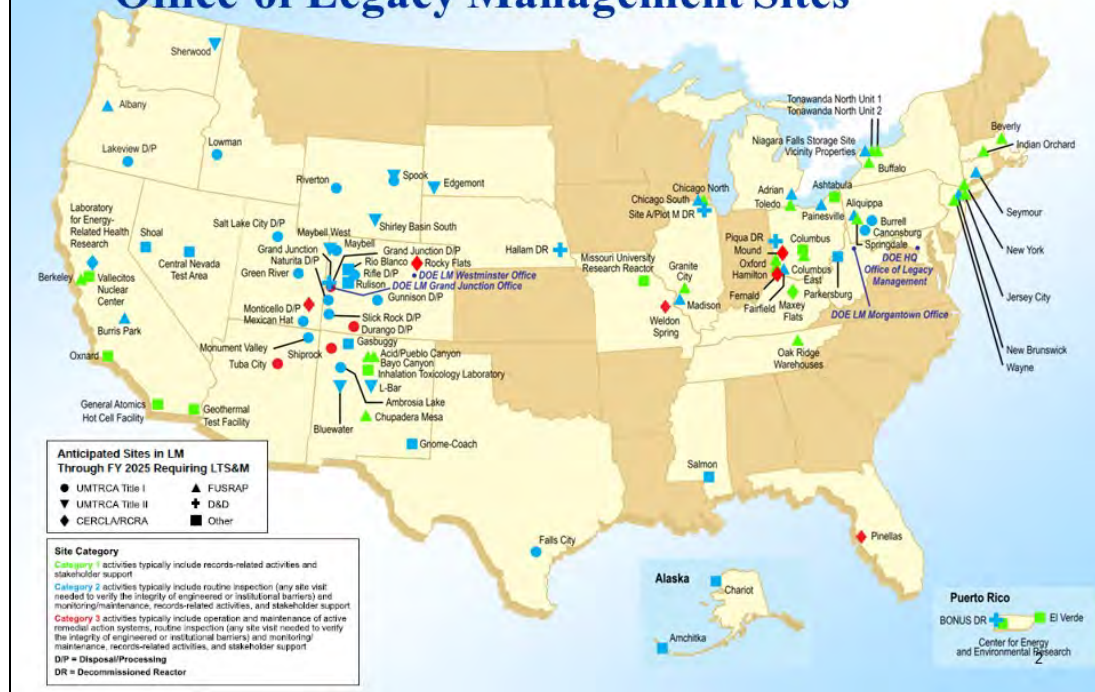 Office of Legacy Management Sites
Sherwood
Albany
Lakeview D/P
Lowman
Riverton
Spook
Edgemont
Shirley Basin South
Salt Lake City D/P
Maybell West
Maybell
Grand Junction
Grand Junction D/P
Naturita D/P
Rio Blanco
Rocky Flats
Green River
Rifle D/P
DOE LM Westminster Office
Rulison
DOE LM Grand Junction Office
Gunnison D/P
Monticello D/P
Mexican Hat
Slick Rock D/P
Durango D/P
Monument Valley
Shiprock
Gasbuggy
Tuba City
Acid/Pueblo Canyon
Bayo Canyon
Inhalation Toxicology Laboratory
L-Bar
Ambrosia Lake
Bluewater
Chupadera Mesa
Gnome-Coach
Laboratory
for Energy-
Related Health
Research
Shoal
Central Nevada
Test Area
Berkeley
Vallecitos
Nuclear
Center
Burris Park
Oxnard
General Atomics
Hot Cell Facility
Geothermal
Test Facility
Hallam DR
Missouri University
Research Reactor
Granite
City
Madison
Weldon
Spring
Chicago North
Chicago South
Site A/Plot M DR
Adrian
Toledo
Piqua DR
Mound
Oxford
Hamilton
Fernald
Fairfield
Columbus
Columbus
East
Maxey
Flats
Parkersburg
Ashtabula
Painesville
Aliquippa
Burrell
Canonsburg
Springdale
DOE HQ
Office of Legacy
Management
DOE LM Morgantown Office
Tonawanda North Unit 1
Tonawanda North Unit 2
Niagara Falls Storage Site
Vicinity Properties
Buffalo
Beverly
Indian Orchard
Seymour
New York
Jersey City
New Brunswick
Wayne
Oak Ridge
Warehouses
Salmon
Falls City
Pinellas
Anticipated Sites in LM
Through FY 2025 Requiring LTS&M
UMTRCA Title I
FUSRAP
UMTRCA Title II
D&D
CERCLA/RCRA
Other
Site Category
Category 1 activities typically include records-related activities and
stakeholder support
Category 2 activities typically include routine inspection (any site visit
needed to verify the integrity of engineered or institutional barriers) and
monitoring/maintenance, records-related activities, and stakeholder support
Category 3 activities typically include operation and maintenance of active
remedial action systems, routine inspection (any site visit needed to verify
the integrity of engineered or institutional barriers) and monitoring/
maintenance, records-related activities, and stakeholder support
D/P = Disposal/Processing
DR = Decommissioned Reactor
Alaska
Chariot
Amchitka
Puerto Rico
BONUS DR
El Verde
Center for Energy
and Environmental Research
2